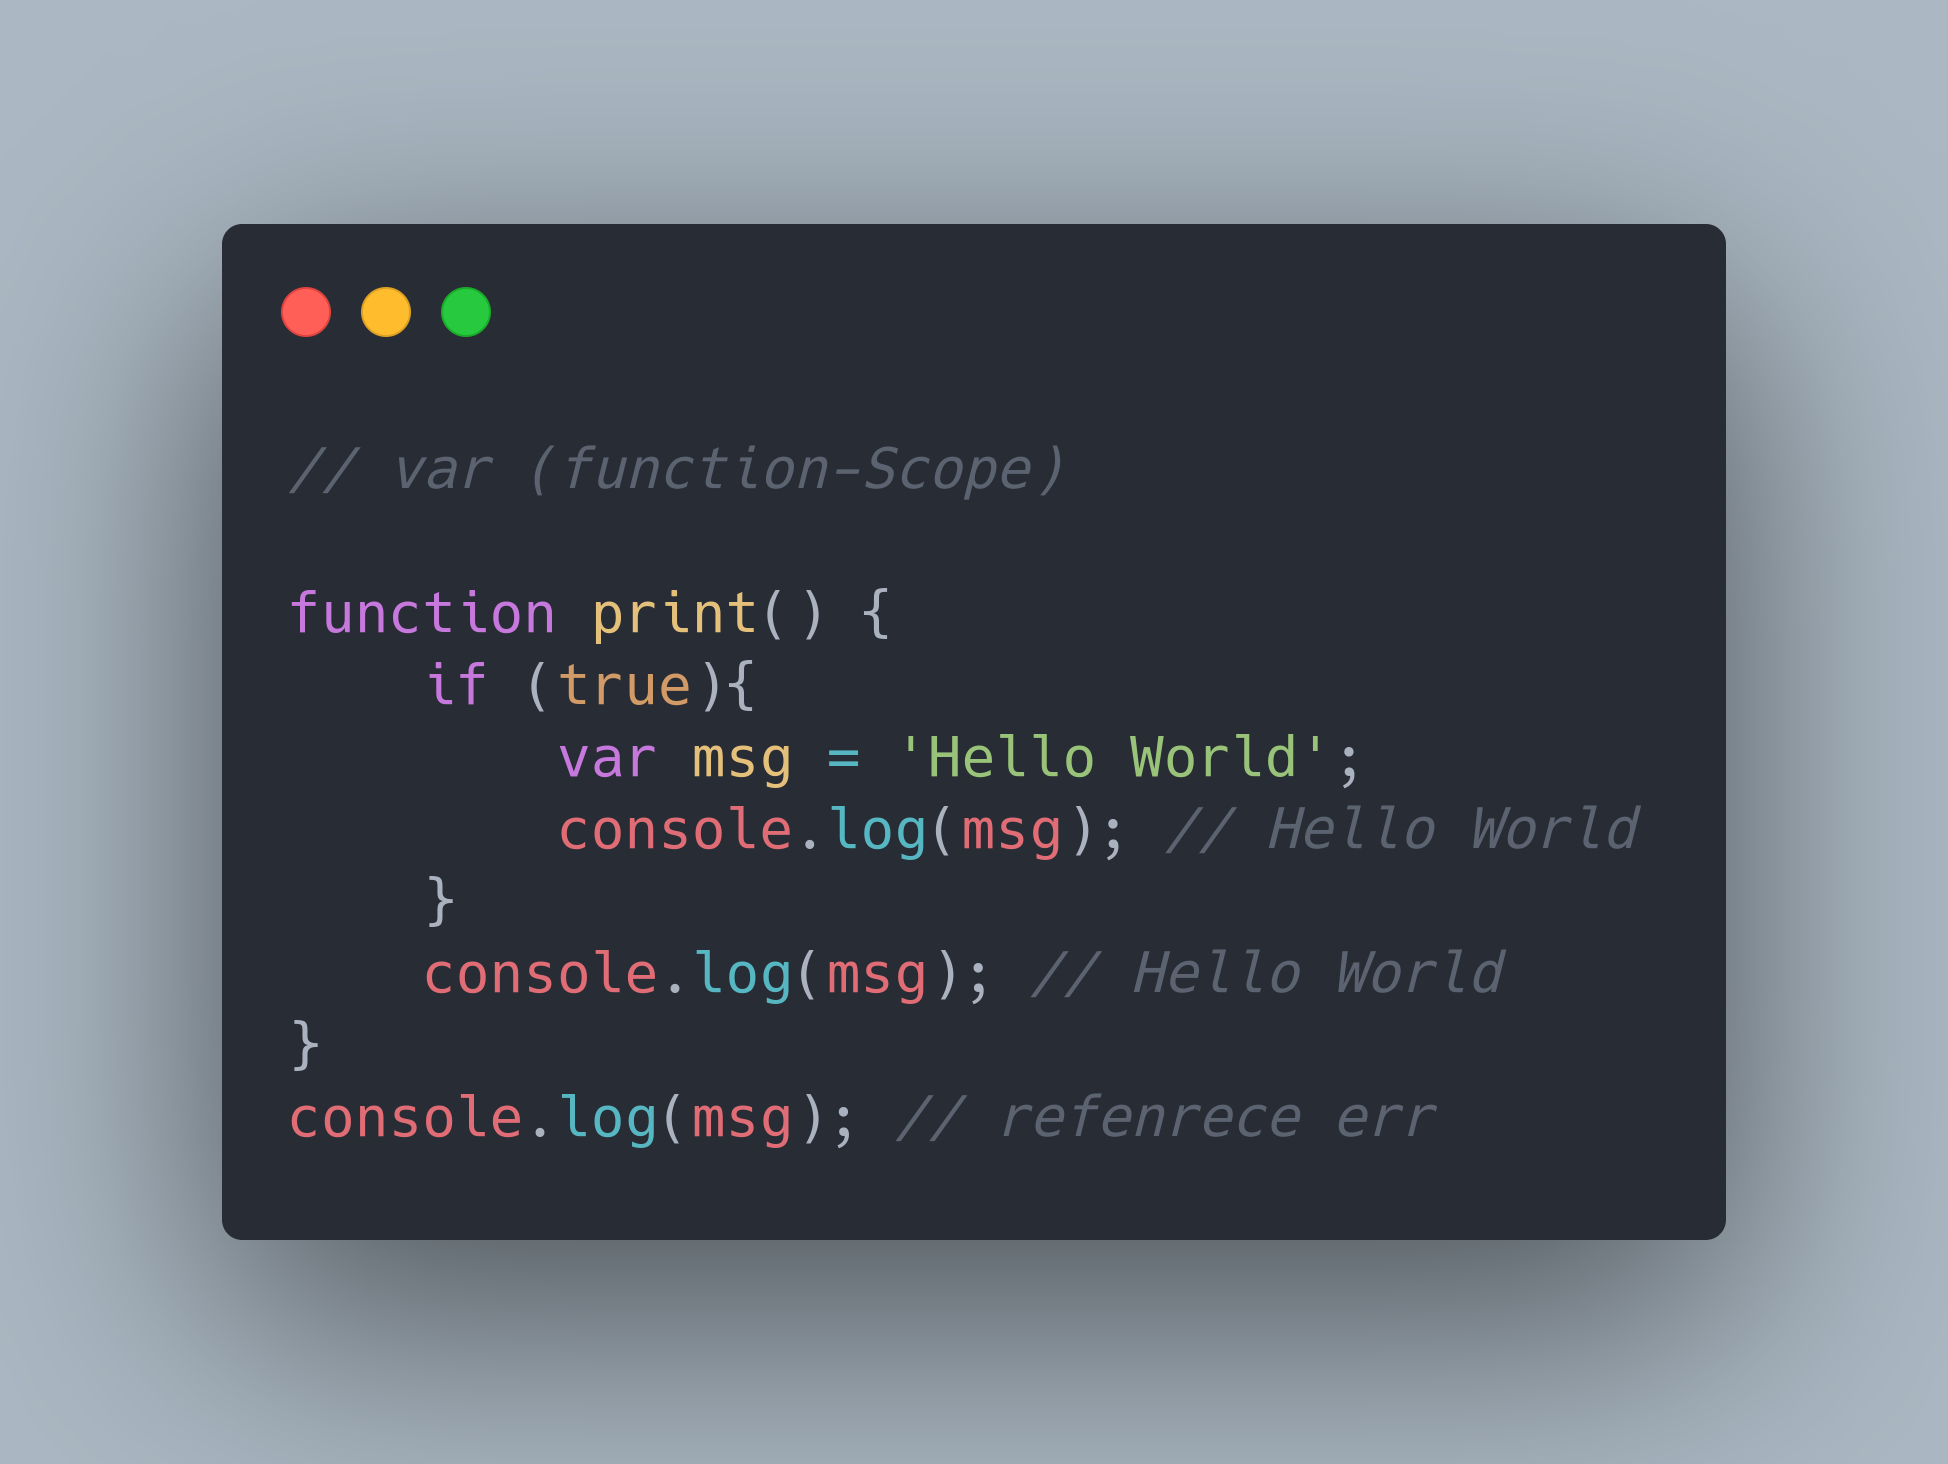 // var (function-Scope)
function print() {
if (true){
var msg = 'Hello World';
console.log(msg); // Hello World
}
console.log(msg); // Hello World
}
console.log(msg); // refenrece err